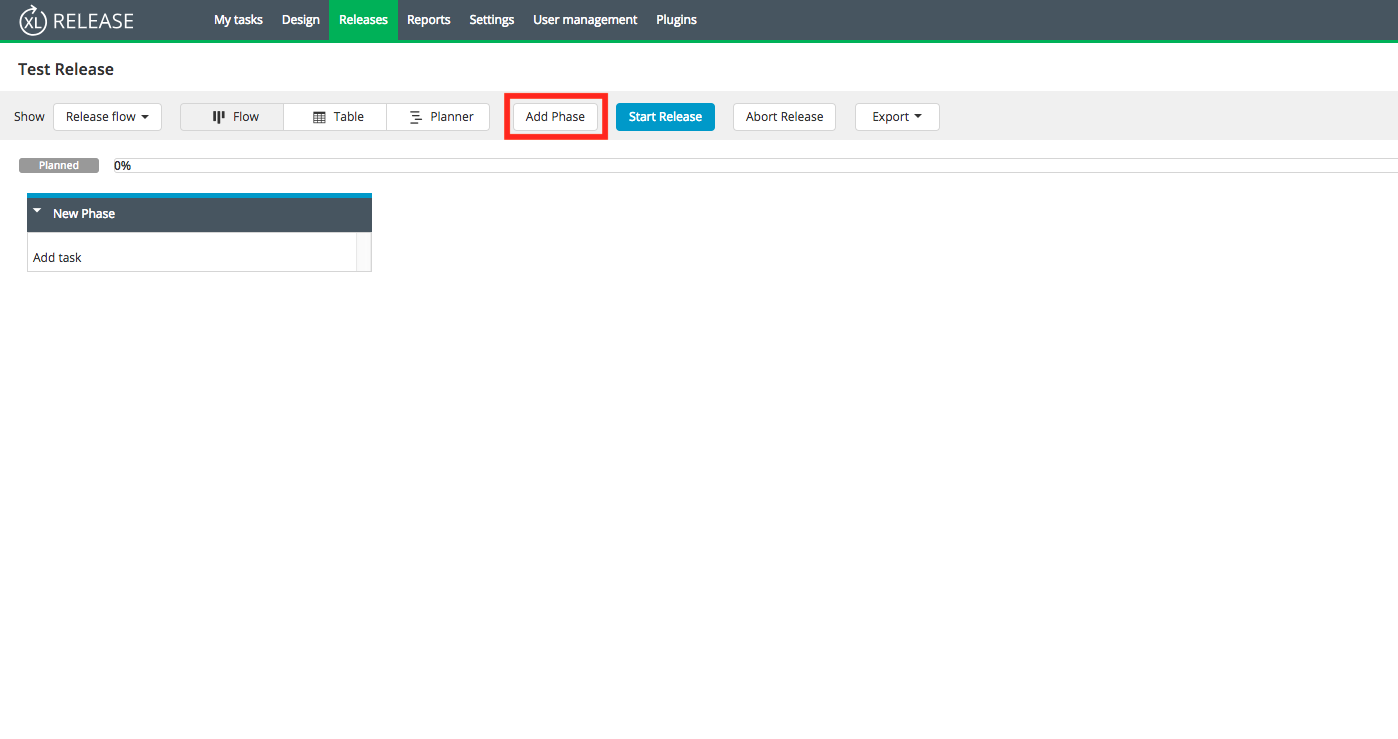 XL RELEASE My tasks Design Releases Reports Settings User management Plugins
Test Release
Show Release flow Flow Table Planner Add Phase Start Release Abort Release Export
Planned 0%
New Phase
Add task